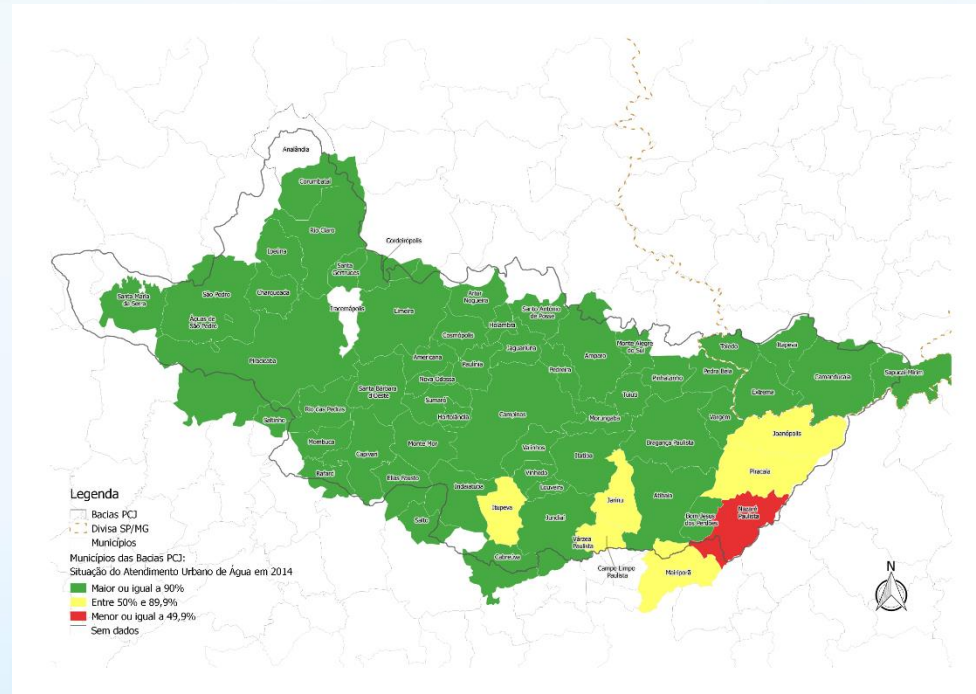 Analândia
Corumbataí
Rio Claro
Ipeúna
Cordeirópolis
Santa
Gertrudes
Santa Maria
da Serra
São Pedro
Charqueada
Iracemápolis
Limeira
Artur
Nogueira
Santo Antônio
de Posse
Águas de
São Pedro
Cosmópolis
Holambra
Jaguariúna
Monte Alegre
do Sul
Toledo
Itapeva
Piracicaba
Americana
Paulínia
Pedreira
Amparo
Pinhalzinho
Pedra Bela
Extrema
Camanducaia
Sapucaí-Mirim
Nova Odessa
Santa Bárbara
d'Oeste
Sumaré
Tuiuti
Rio das Pedras
Hortolândia
Campinas
Morungaba
Vargem
Saltinho
Joanópolis
Mombuca
Capivari
Monte Mor
Valinhos
Itatiba
Bragança Paulista
Rafard
Elias Fausto
Indaiatuba
Vinhedo
Louveira
Piracaia
Itupeva
Jarinu
Atibaia
Salto
Jundiaí
Bom Jesus
dos Perdões
Nazaré
Paulista
Várzea
Paulista
Cabreúva
Campo Limpo
Paulista
Mairiporã
N
Legenda
Bacias PCJ
Divisa SP/MG
Municípios
Municípios das Bacias PCJ:
Situação do Atendimento Urbano de Água em 2014
Maior ou igual a 90%
Entre 50% e 89,9%
Menor ou igual a 49,9%
Sem dados